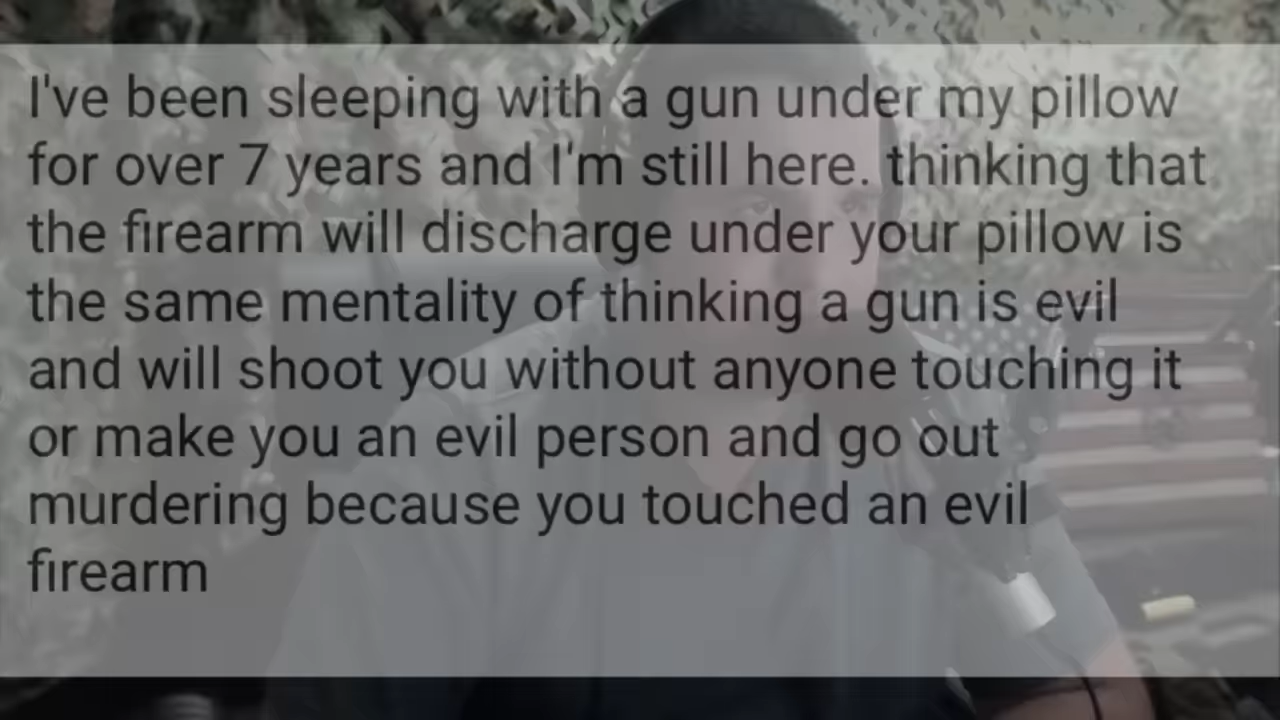 I've been sleeping with a gun under my pillow
for over 7 years and I'm still here. thinking that
the firearm will discharge under your pillow is
the same mentality of thinking a gun is evil
and will shoot you without anyone touching it
or make you an evil person and go out
murdering because you touched an evil
firearm